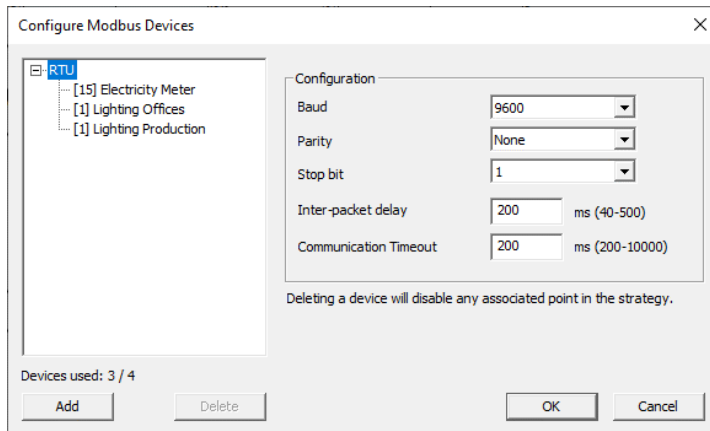 Configure Modbus Devices
RTU
[15] Electricity Meter
[1] Lighting Offices
[1] Lighting Production
Devices used: 3 / 4
Add
Delete
Configuration
Baud 9600
Parity None
Stop bit 1
Inter-packet delay 200 ms (40-500)
Communication Timeout 200 ms (200-10000)
Deleting a device will disable any associated point in the strategy.
OK
Cancel